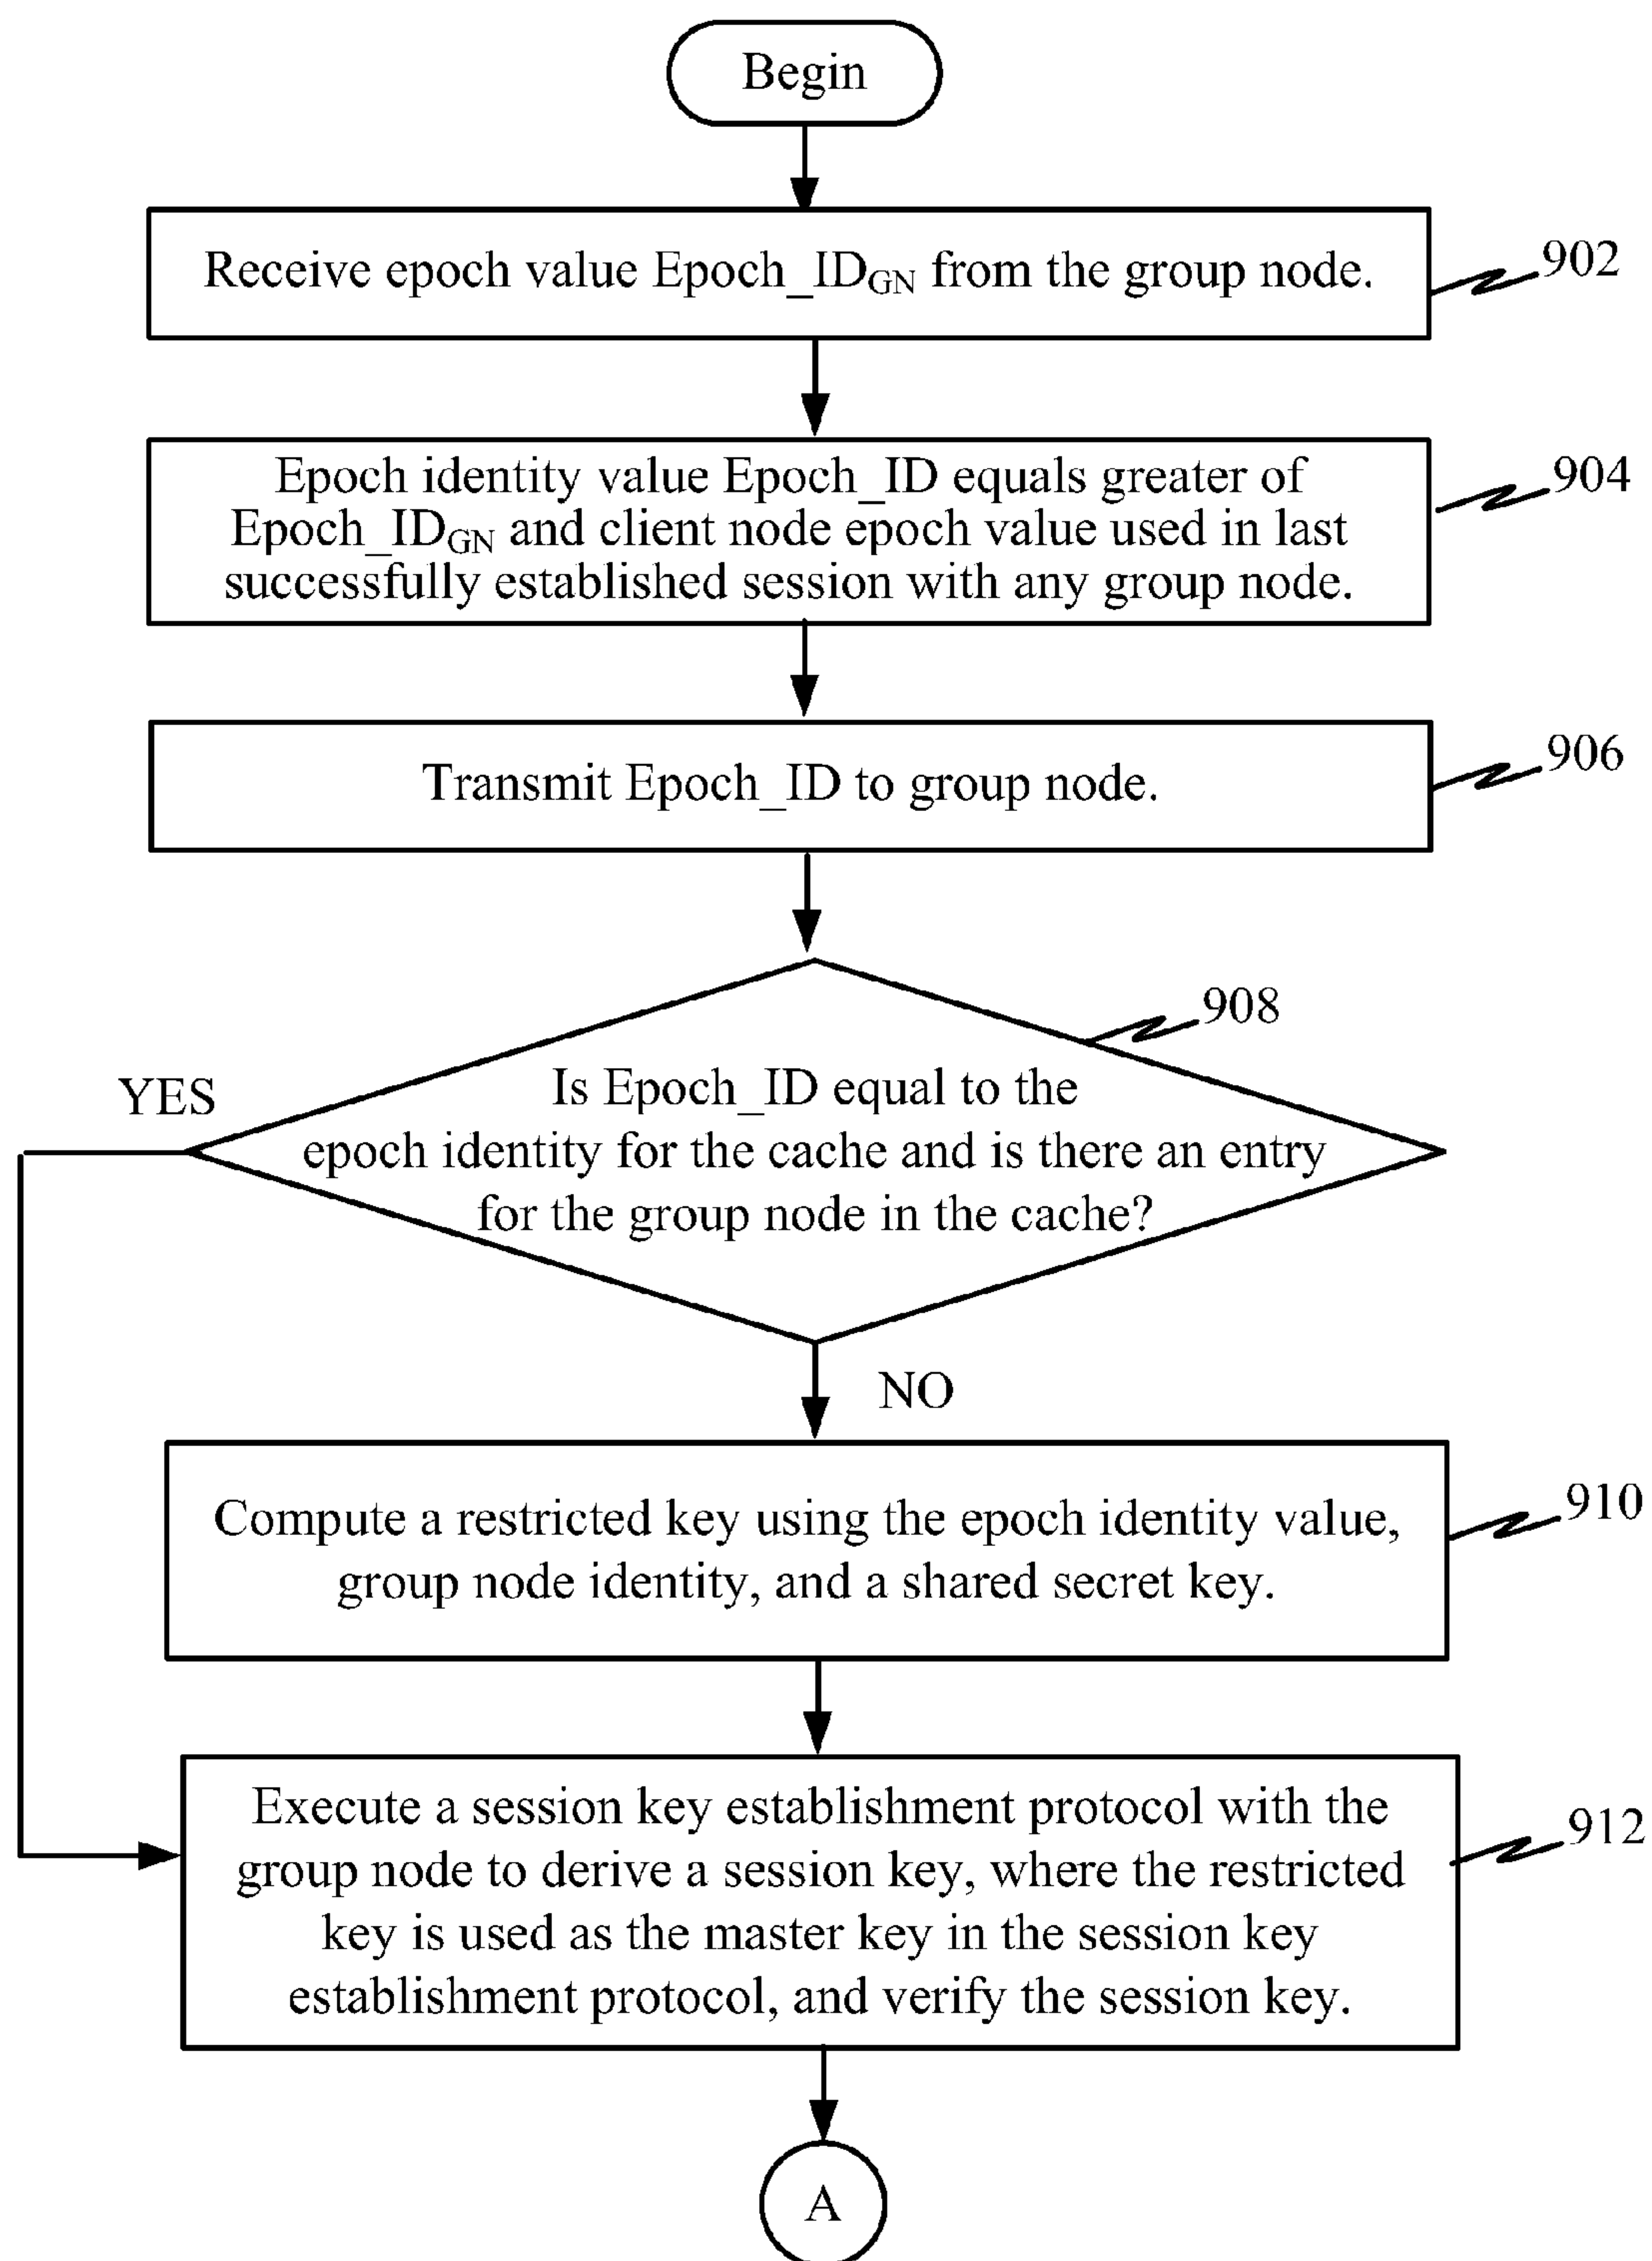 Begin
Receive epoch value Epoch_IDGN from the group node.
902
Epoch identity value Epoch_ID equals greater of
Epoch_IDGN and client node epoch value used in last
successfully established session with any group node.
904
Transmit Epoch_ID to group node.
906
908
YES
Is Epoch_ID equal to the
epoch identity for the cache and is there an entry
for the group node in the cache?
NO
Compute a restricted key using the epoch identity value,
group node identity, and a shared secret key.
910
Execute a session key establishment protocol with the
group node to derive a session key, where the restricted
key is used as the master key in the session key
establishment protocol, and verify the session key.
912
A